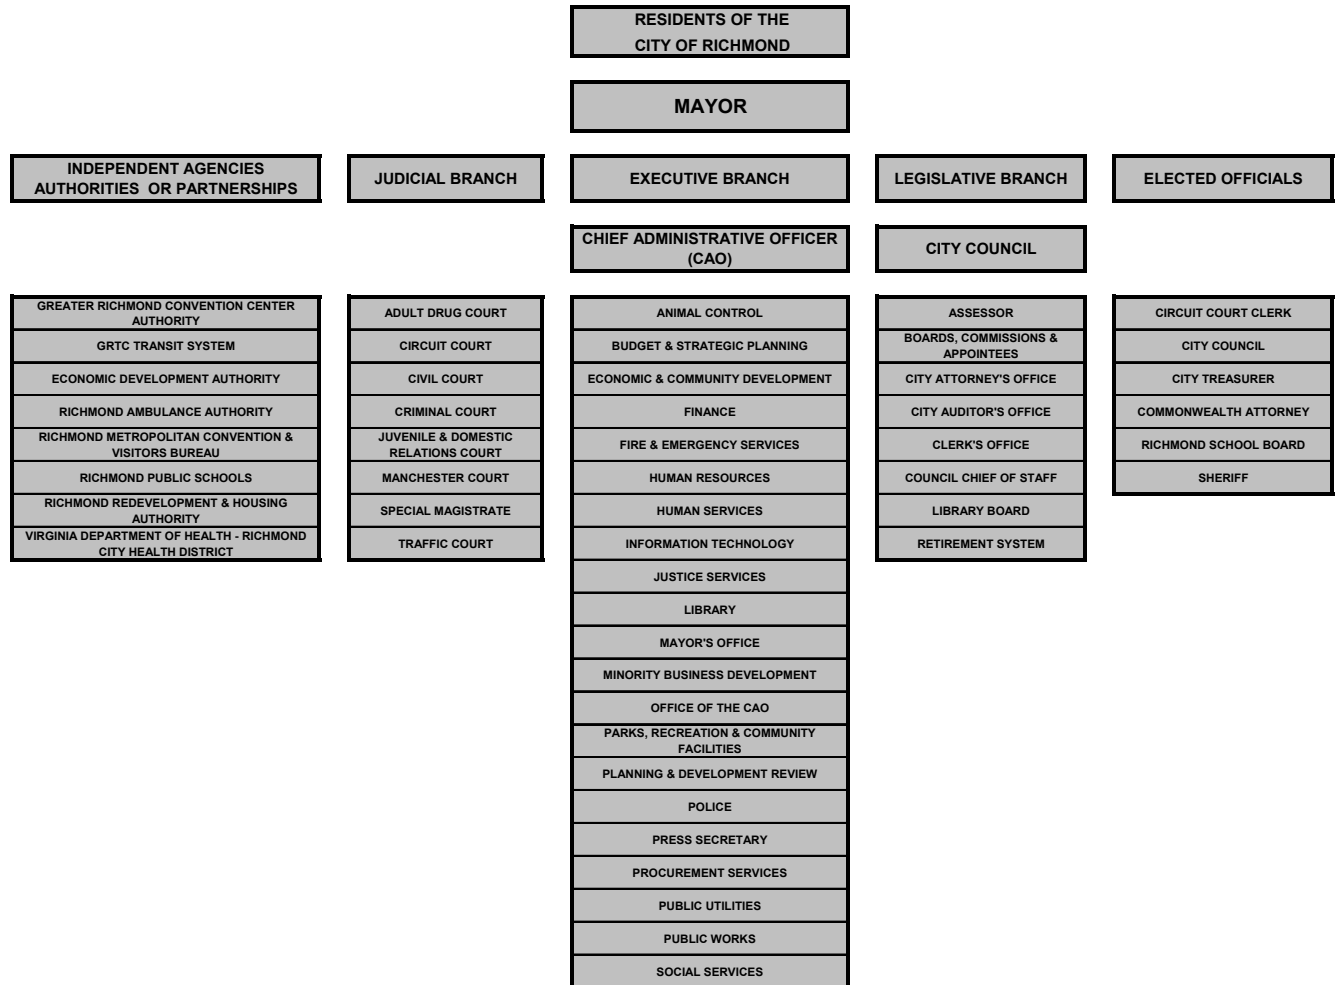 RESIDENTS OF THE
CITY OF RICHMOND
MAYOR
INDEPENDENT AGENCIES
AUTHORITIES OR PARTNERSHIPS
JUDICIAL BRANCH
EXECUTIVE BRANCH
LEGISLATIVE BRANCH
ELECTED OFFICIALS
CHIEF ADMINISTRATIVE OFFICER
(CAO)
CITY COUNCIL
GREATER RICHMOND CONVENTION CENTER
AUTHORITY
GRTC TRANSIT SYSTEM
ECONOMIC DEVELOPMENT AUTHORITY
RICHMOND AMBULANCE AUTHORITY
RICHMOND METROPOLITAN CONVENTION &
VISITORS BUREAU
RICHMOND PUBLIC SCHOOLS
RICHMOND REDEVELOPMENT & HOUSING
AUTHORITY
VIRGINIA DEPARTMENT OF HEALTH - RICHMOND
CITY HEALTH DISTRICT
ADULT DRUG COURT
CIRCUIT COURT
CIVIL COURT
CRIMINAL COURT
JUVENILE & DOMESTIC
RELATIONS COURT
MANCHESTER COURT
SPECIAL MAGISTRATE
TRAFFIC COURT
ANIMAL CONTROL
BUDGET & STRATEGIC PLANNING
ECONOMIC & COMMUNITY DEVELOPMENT
FINANCE
FIRE & EMERGENCY SERVICES
HUMAN RESOURCES
HUMAN SERVICES
INFORMATION TECHNOLOGY
JUSTICE SERVICES
LIBRARY
MAYOR'S OFFICE
MINORITY BUSINESS DEVELOPMENT
OFFICE OF THE CAO
PARKS, RECREATION & COMMUNITY
FACILITIES
PLANNING & DEVELOPMENT REVIEW
POLICE
PRESS SECRETARY
PROCUREMENT SERVICES
PUBLIC UTILITIES
PUBLIC WORKS
SOCIAL SERVICES
ASSESSOR
BOARDS, COMMISSIONS &
APPOINTEES
CITY ATTORNEY'S OFFICE
CITY AUDITOR'S OFFICE
CLERK'S OFFICE
COUNCIL CHIEF OF STAFF
LIBRARY BOARD
RETIREMENT SYSTEM
CIRCUIT COURT CLERK
CITY COUNCIL
CITY TREASURER
COMMONWEALTH ATTORNEY
RICHMOND SCHOOL BOARD
SHERIFF